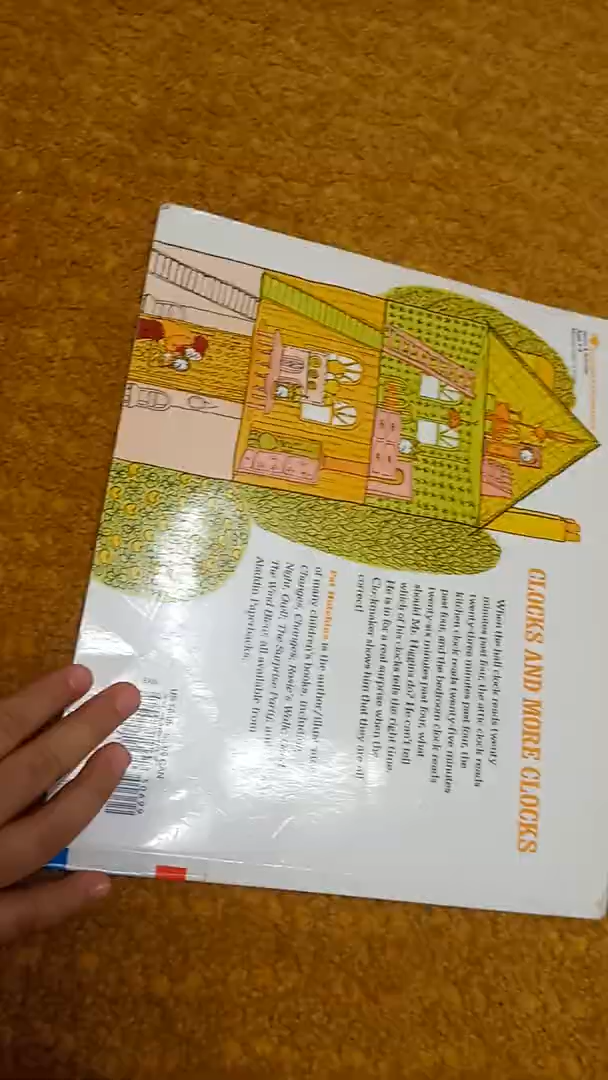 CLOCKS AND MORE CLOCKS
When the hall clock reads twenty
minutes past four, the attic clock reads
twenty-three minutes past four, the
kitchen clock reads twenty-five minutes
past four, and the bedroom clock reads
twenty-six minutes past four, what
should Mr. Higgins do? He can't tell
which of his clocks tells the right time.
He is in for a real surprise when the
Clockmaker shows him that they are all
correct!
Pat Hutchins is the author/illustrator
of many children's books, including
Changes, Changes, Rosie's Walk, Good
Night, Owl!, The Surprise Party, and
The Wind Blew, all available from
Aladdin Paperbacks.